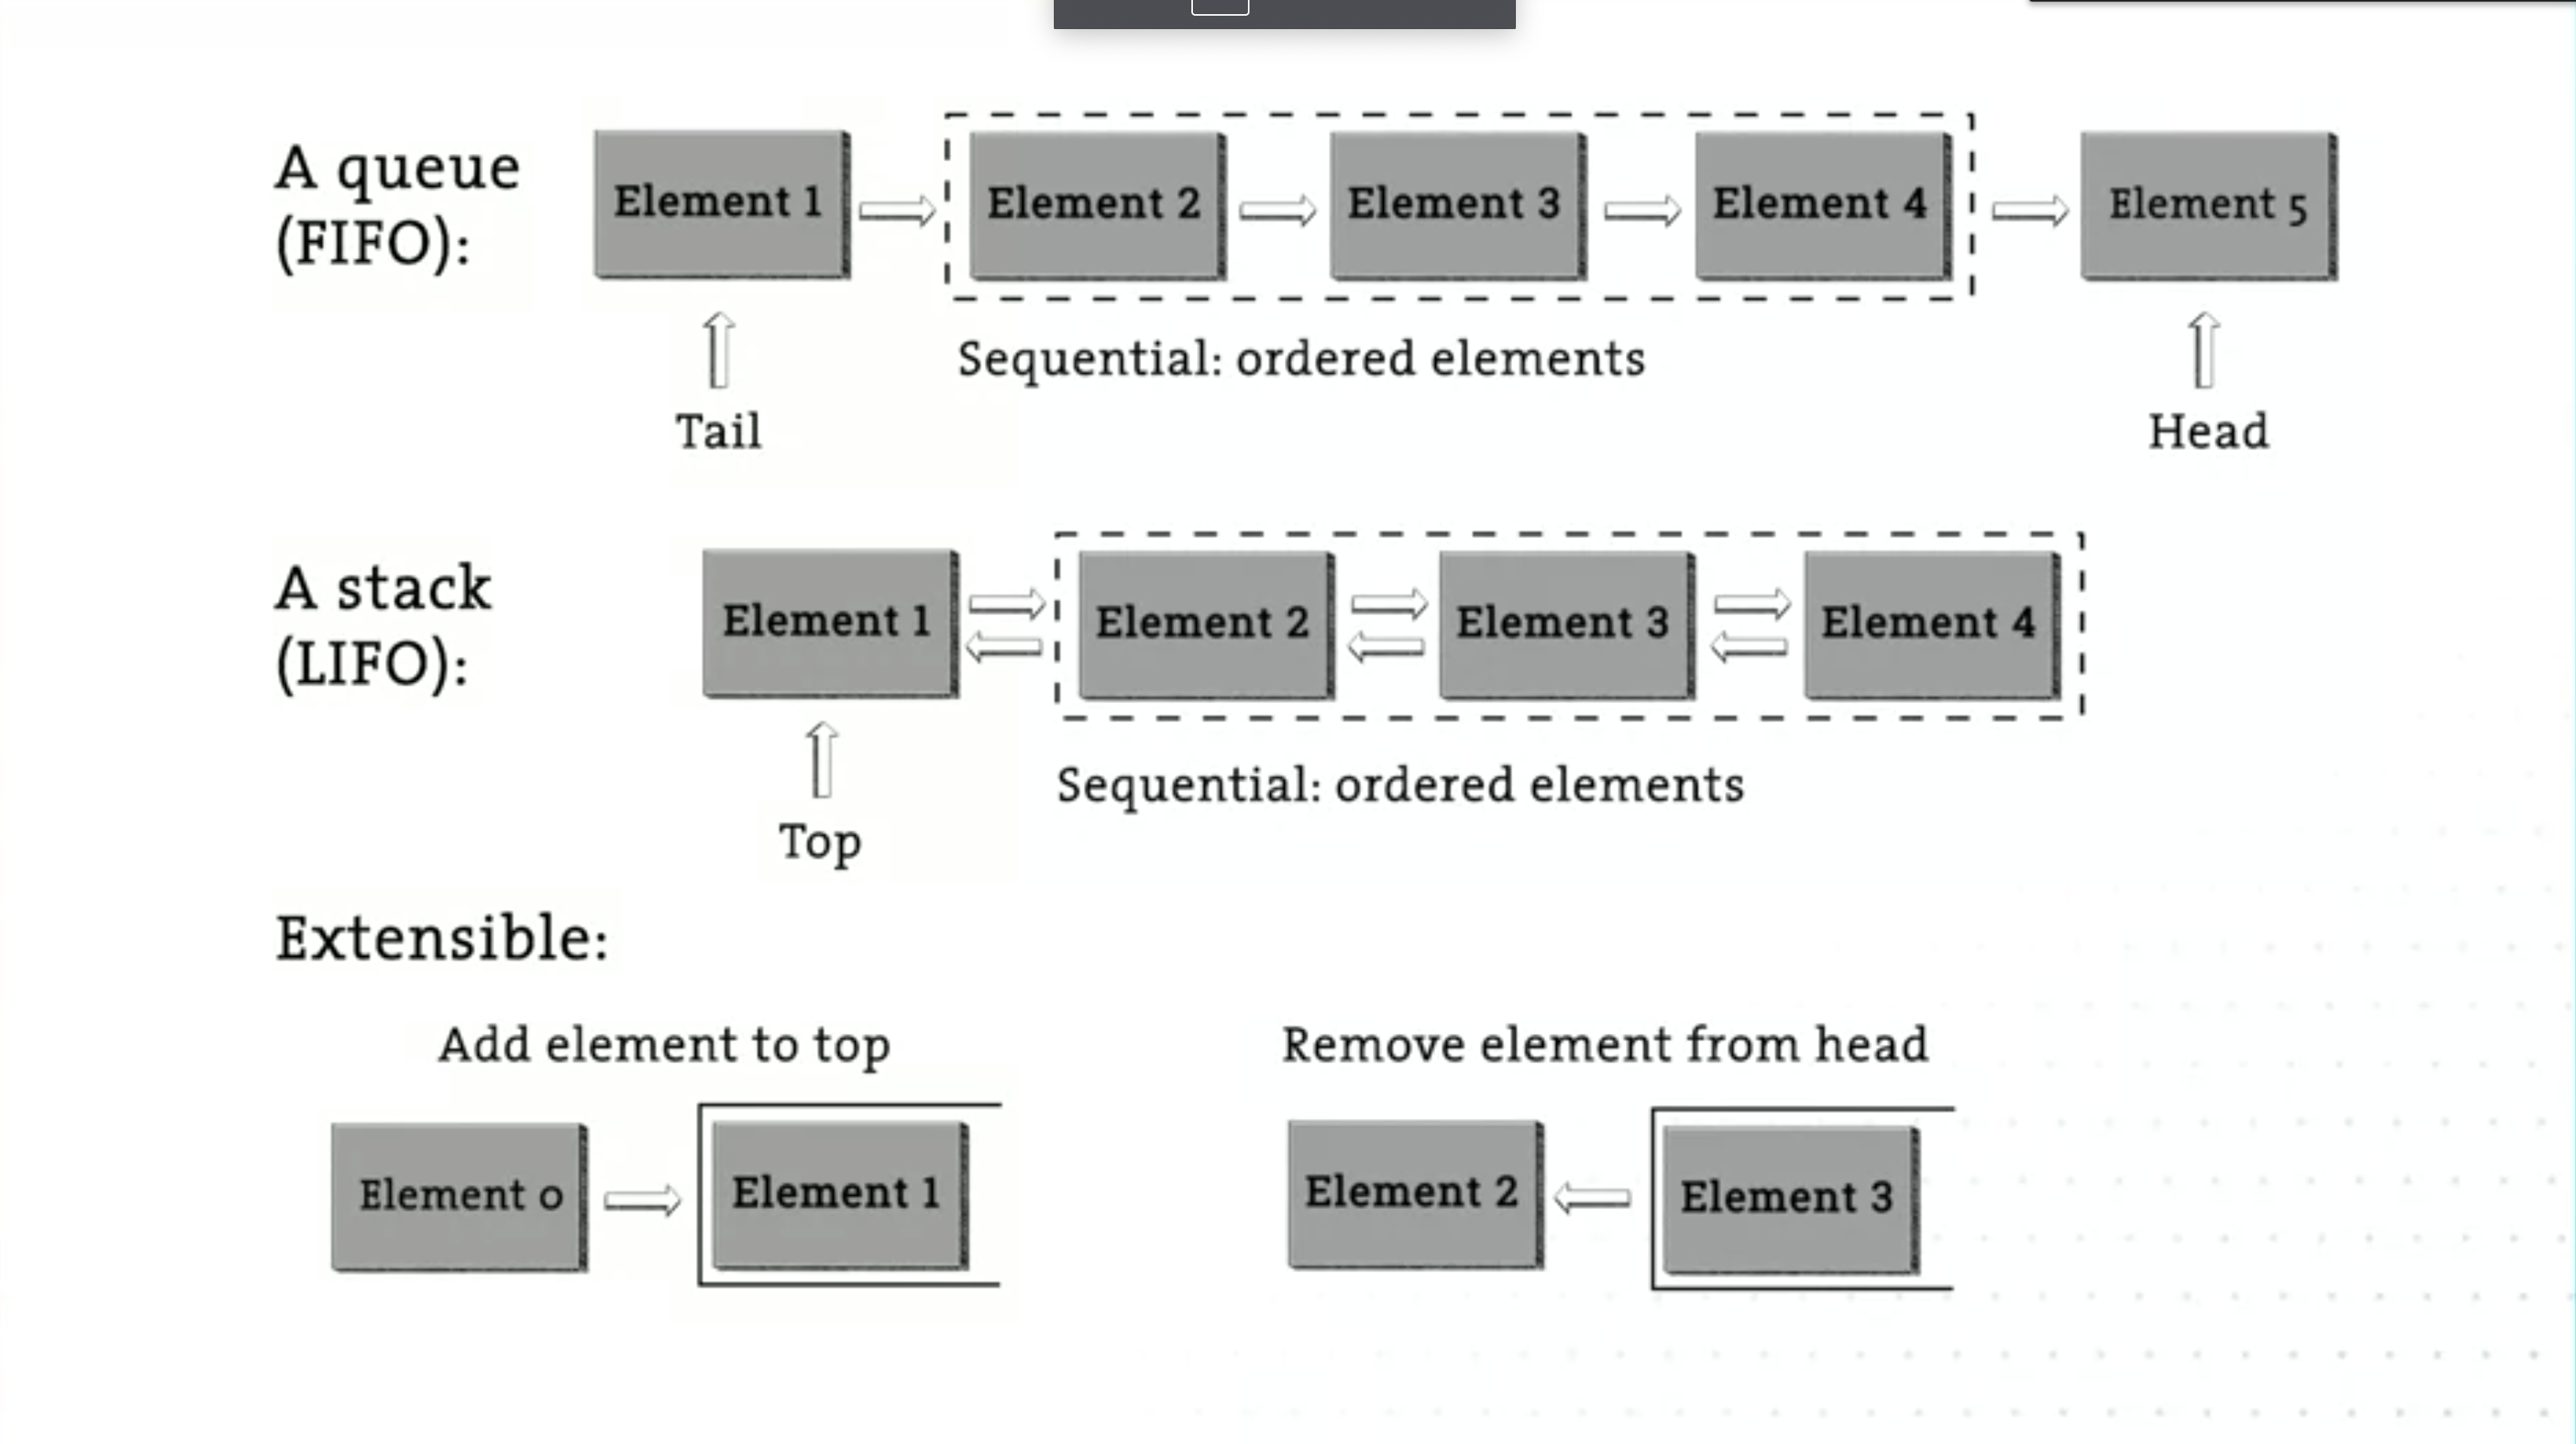 A queue
(FIFO):
Element 1
Element 2
Element 3
Element 4
Element 5
Sequential: ordered elements
Tail
Head
A stack
(LIFO):
Element 1
Element 2
Element 3
Element 4
Sequential: ordered elements
Top
Extensible:
Add element to top
Remove element from head
Element 0
Element 1
Element 2
Element 3